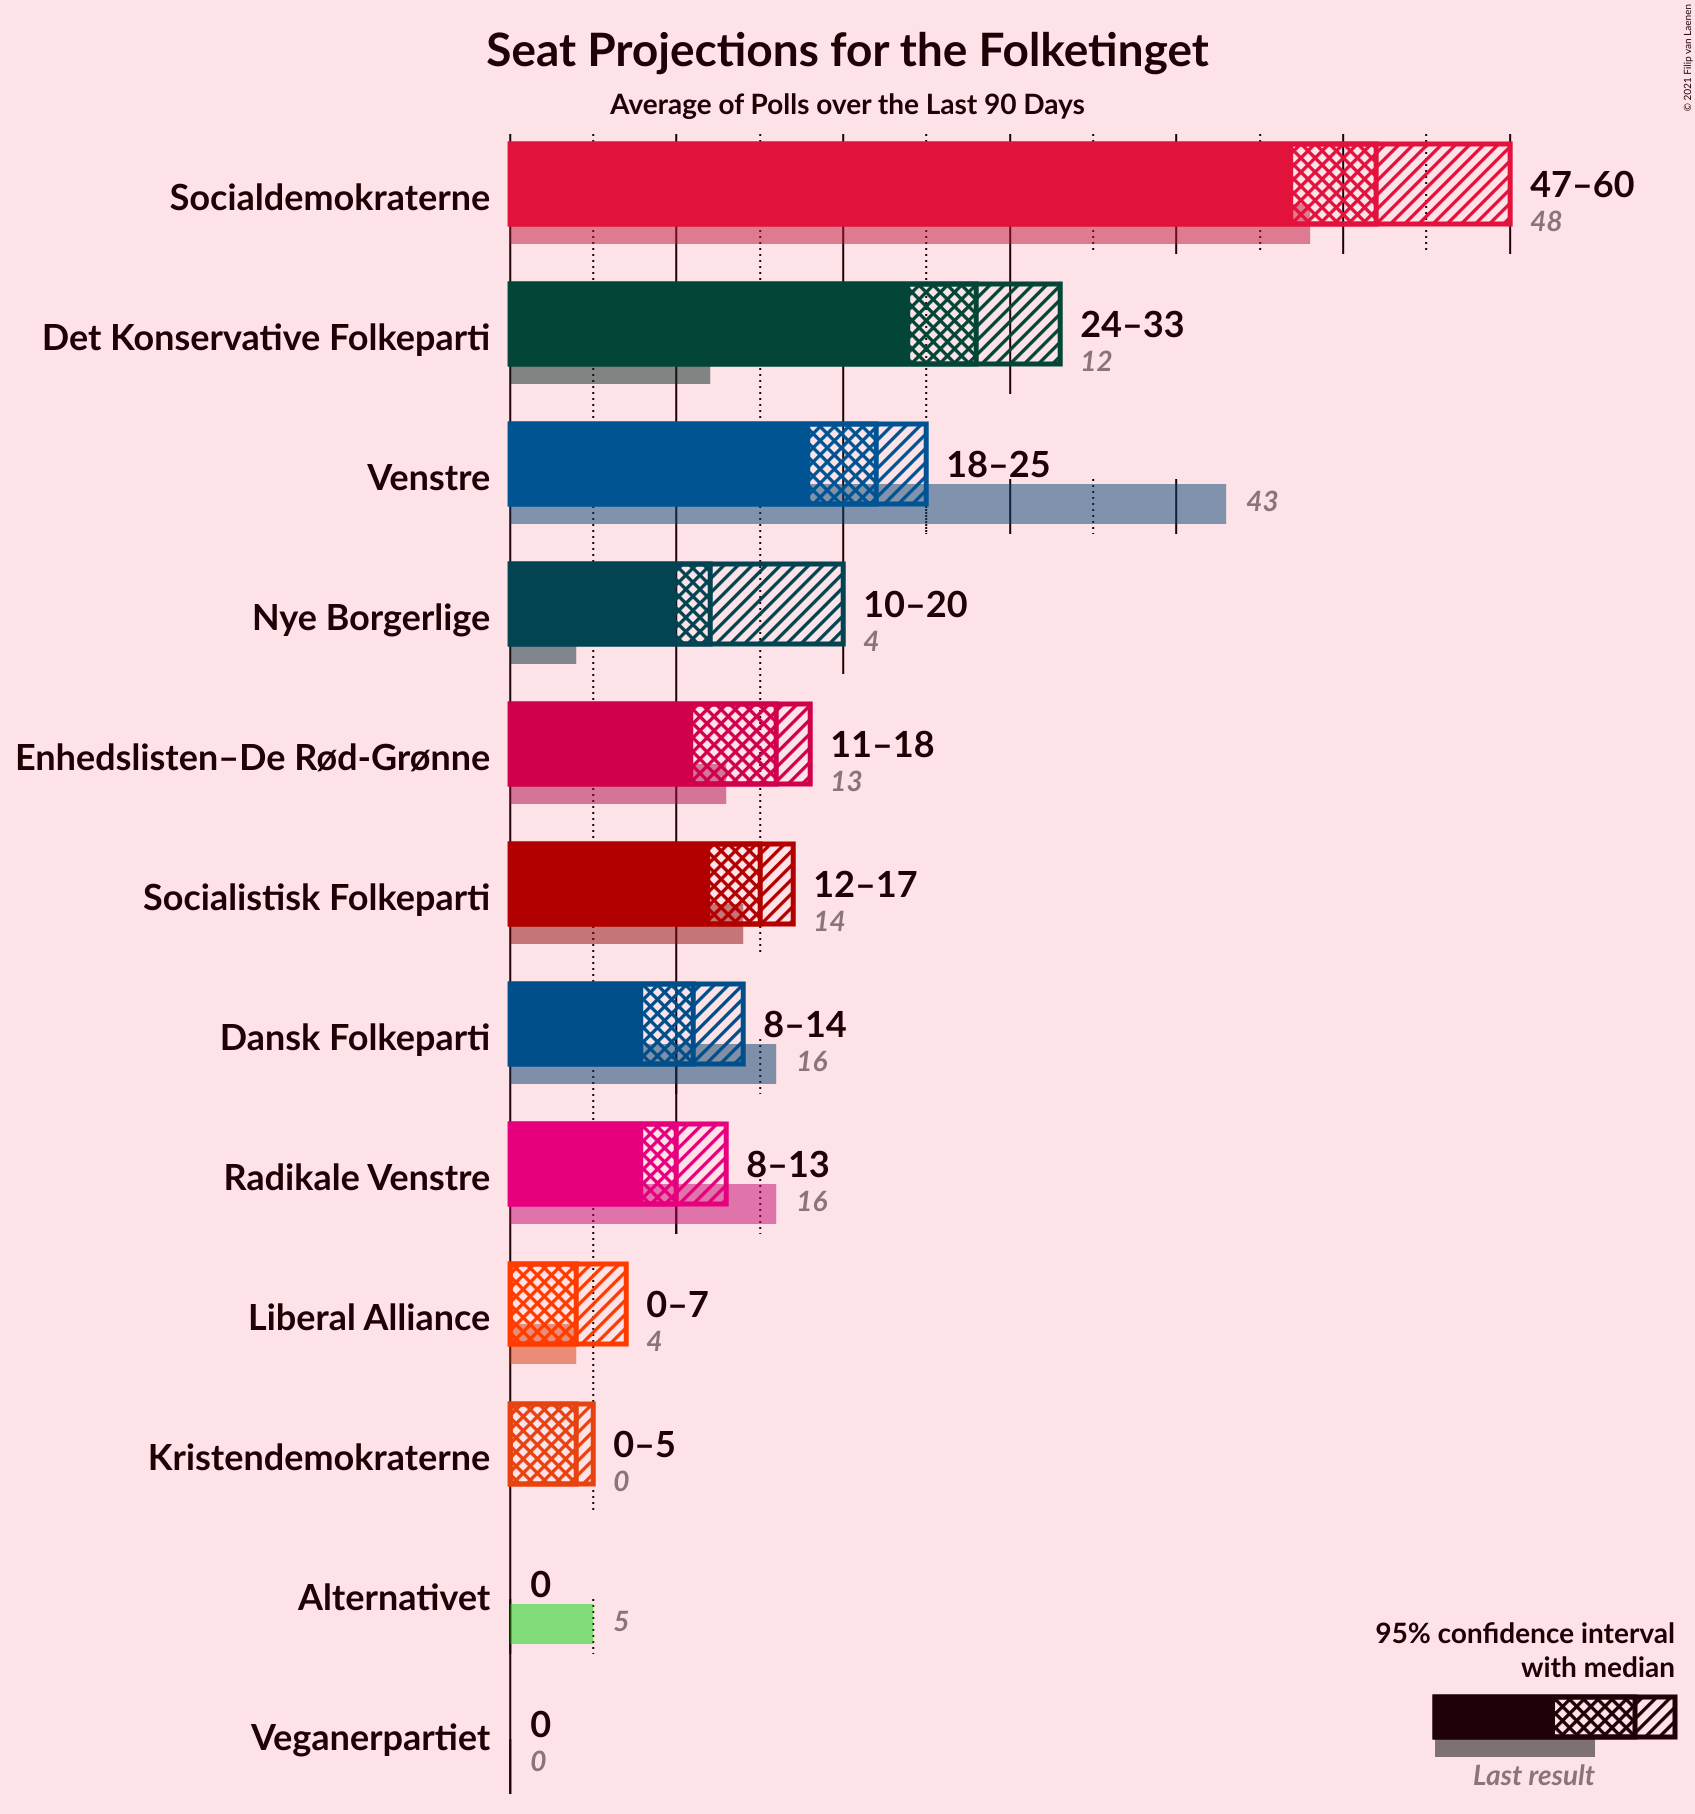 Seat Projections for the Folketinget
Average of Polls over the Last 90 Days
© 2021 Filip van Laenen
Socialdemokraterne
47–60
48
Det Konservative Folkeparti
24–33
12
Venstre
18–25
43
Nye Borgerlige
10–20
4
Enhedslisten–De Rød-Grønne
11–18
13
Socialistisk Folkeparti
12–17
14
Dansk Folkeparti
8–14
16
Radikale Venstre
8–13
16
Liberal Alliance
0–7
4
Kristendemokraterne
0–5
0
Alternativet
0
5
Veganerpartiet
0
0
95% confidence interval
with median
Last result